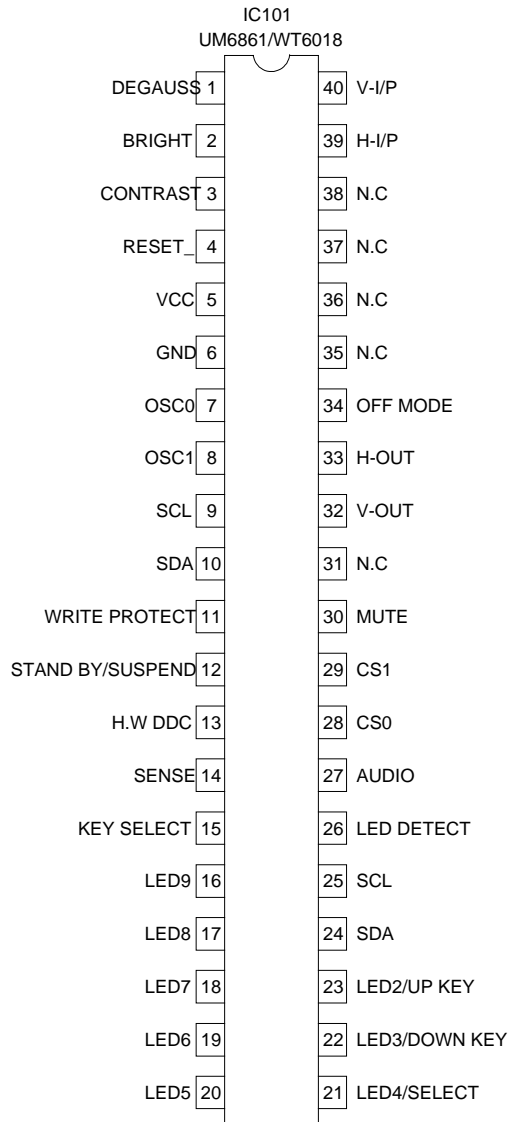 IC101
UM6861/WT6018
DEGAUSS 1 40 V-I/P
BRIGHT 2 39 H-I/P
CONTRAST 3 38 N.C
RESET_ 4 37 N.C
VCC 5 36 N.C
GND 6 35 N.C
OSC0 7 34 OFF MODE
OSC1 8 33 H-OUT
SCL 9 32 V-OUT
SDA 10 31 N.C
WRITE PROTECT 11 30 MUTE
STAND BY/SUSPEND 12 29 CS1
H.W DDC 13 28 CS0
SENSE 14 27 AUDIO
KEY SELECT 15 26 LED DETECT
LED9 16 25 SCL
LED8 17 24 SDA
LED7 18 23 LED2/UP KEY
LED6 19 22 LED3/DOWN KEY
LED5 20 21 LED4/SELECT